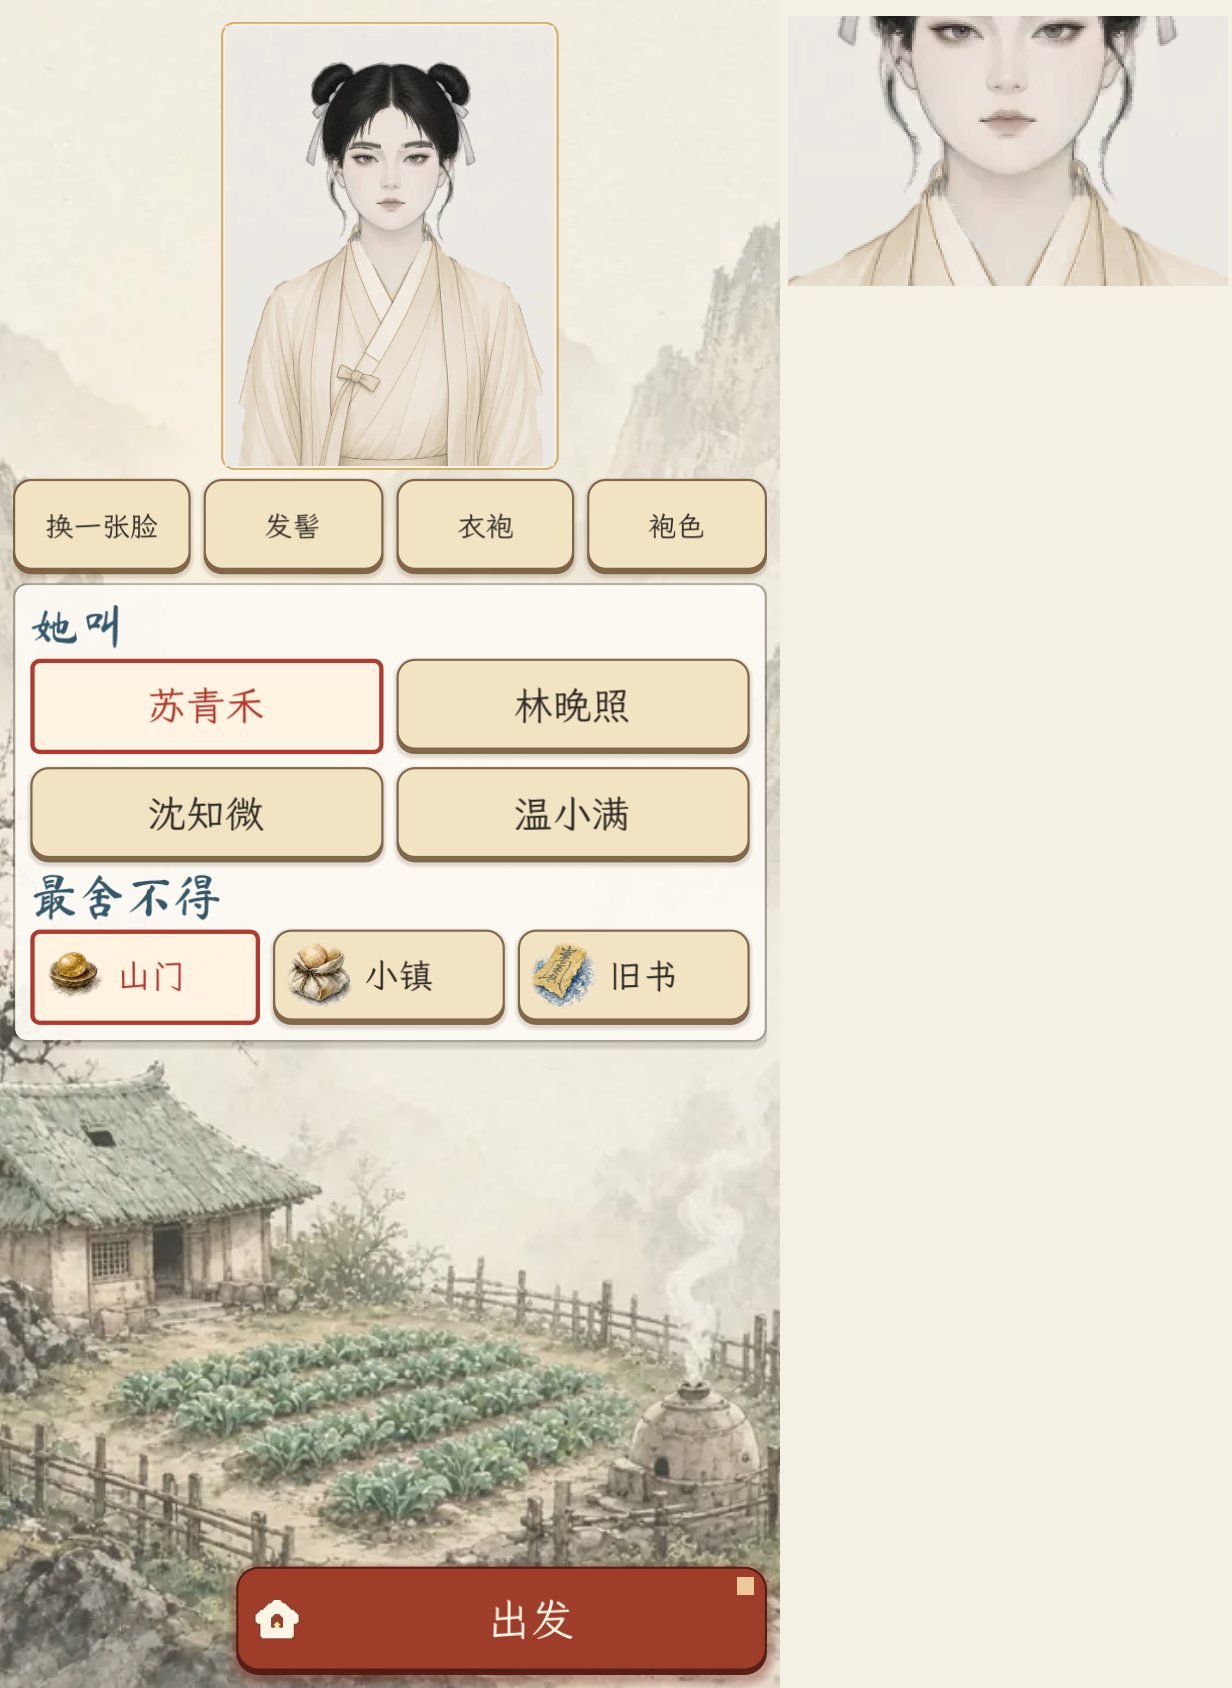 换一张脸 发髻 衣袍 袍色
她叫
苏青禾 林晚照
沈知微 温小满
最舍不得
山门 小镇 旧书
出发